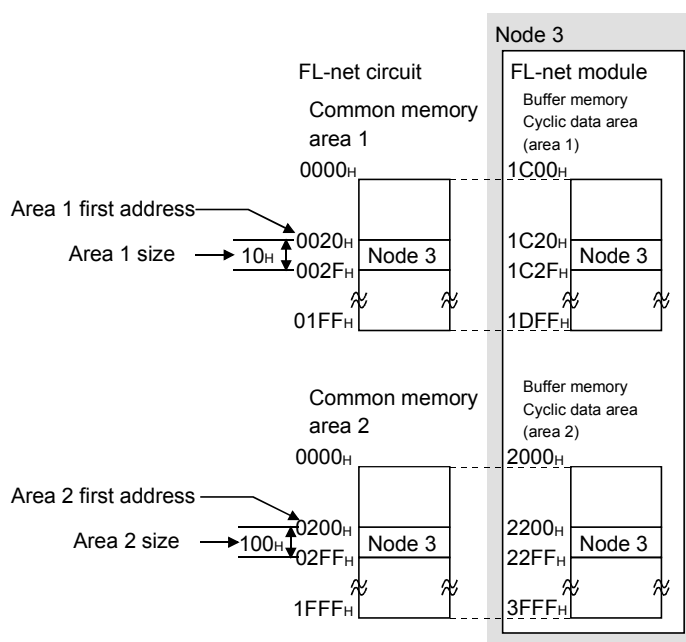 Node 3
FL-net circuit
FL-net module
Common memory
area 1
Buffer memory
Cyclic data area
(area 1)
0000H
1C00H
Area 1 first address
0020H
1C20H
Area 1 size
10H
Node 3
Node 3
002FH
1C2FH
01FFH
1DFFH
Common memory
area 2
Buffer memory
Cyclic data area
(area 2)
0000H
2000H
Area 2 first address
0200H
2200H
Area 2 size
100H
Node 3
Node 3
02FFH
22FFH
1FFFH
3FFFH